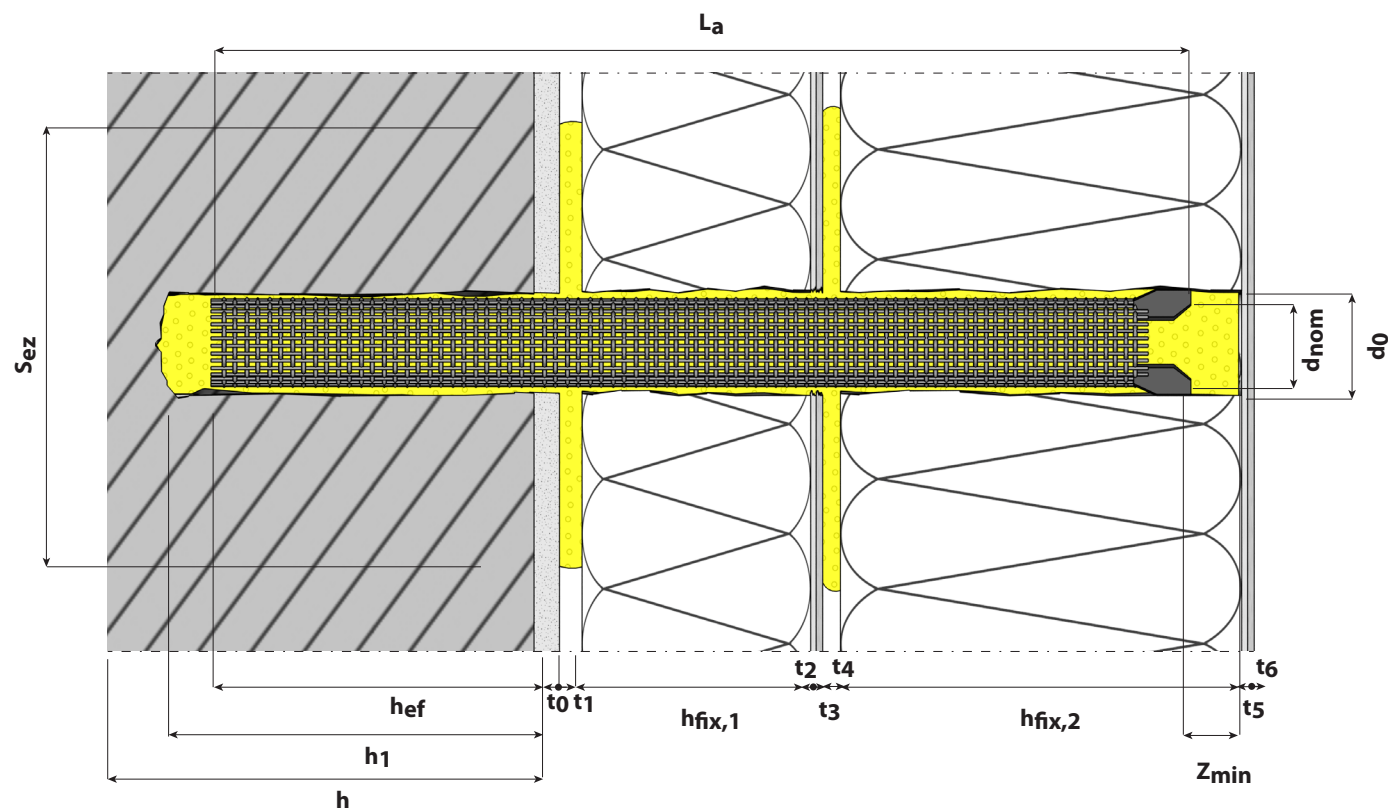 La
Sez
dnom
d0
t2 t4 t6
hef
t0 t1
hfix,1
t3
hfix,2
t5
h1
Zmin
h